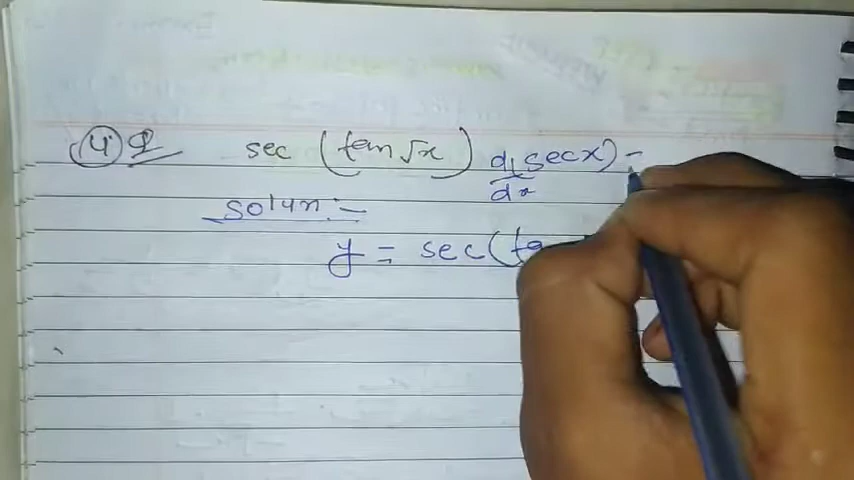 (4) Q sec (tan √x) d(secx) =
dx
Solun :-
y = sec(ta